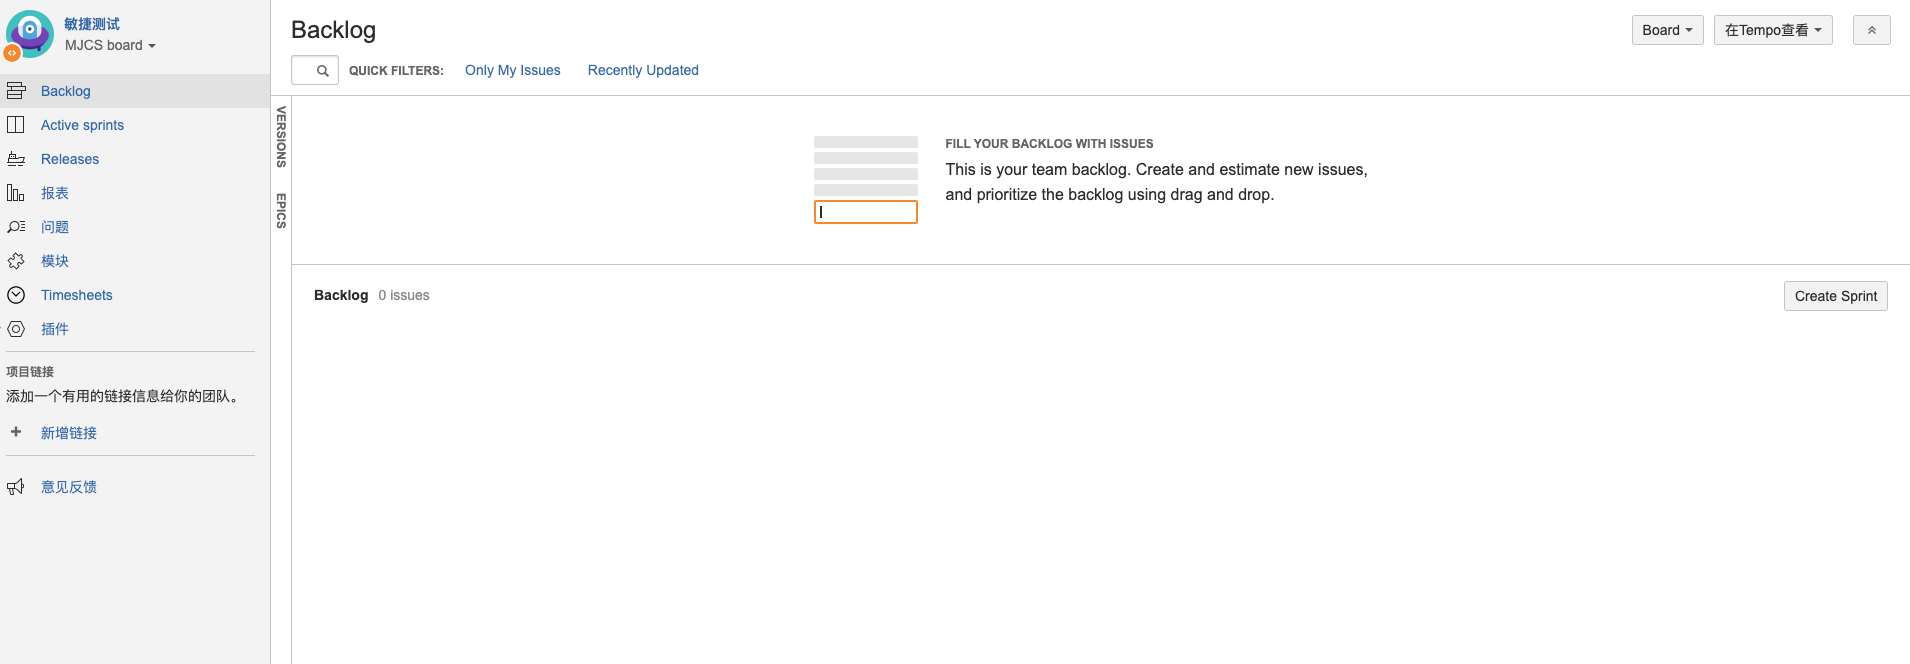 敏捷测试
MJCS board
Backlog
Active sprints
Releases
报表
问题
模块
Timesheets
插件
项目链接
添加一个有用的链接信息给你的团队。
新增链接
意见反馈
Backlog
Board
在Tempo查看
QUICK FILTERS: Only My Issues Recently Updated
VERSIONS
EPICS
FILL YOUR BACKLOG WITH ISSUES
This is your team backlog. Create and estimate new issues,
and prioritize the backlog using drag and drop.
Backlog 0 issues
Create Sprint